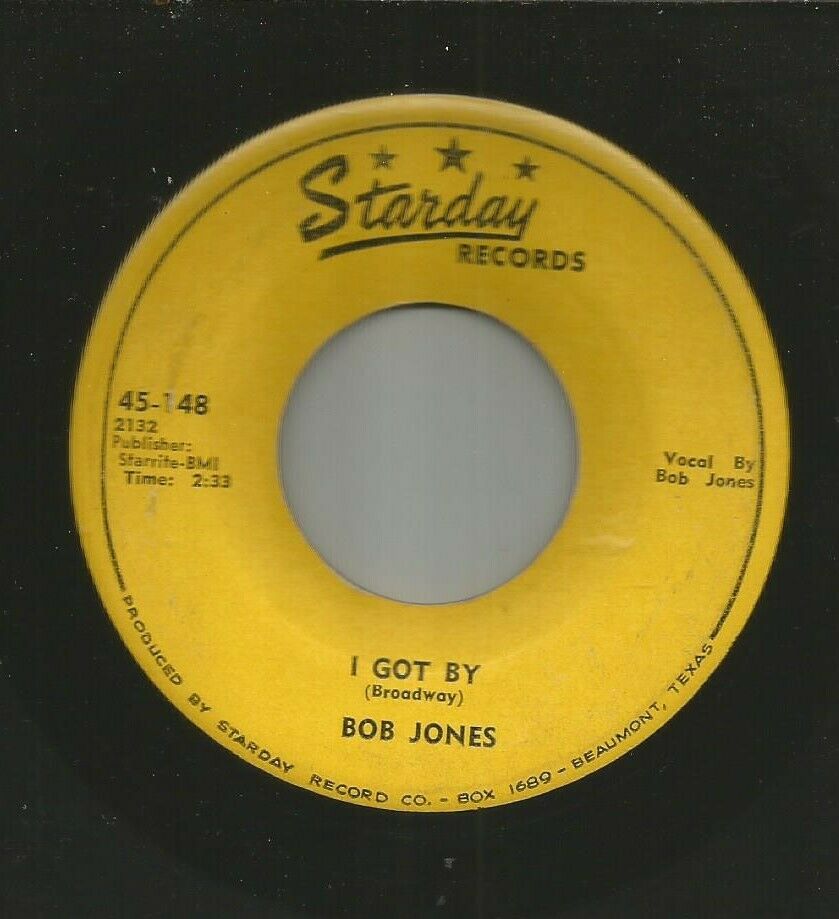 Starday
RECORDS
45-148
2132
Publisher:
Starrite-BMI
Time: 2:33
Vocal By
Bob Jones
I GOT BY
(Broadway)
BOB JONES
PRODUCED BY STARDAY RECORD CO. - BOX 1689 - BEAUMONT, TEXAS